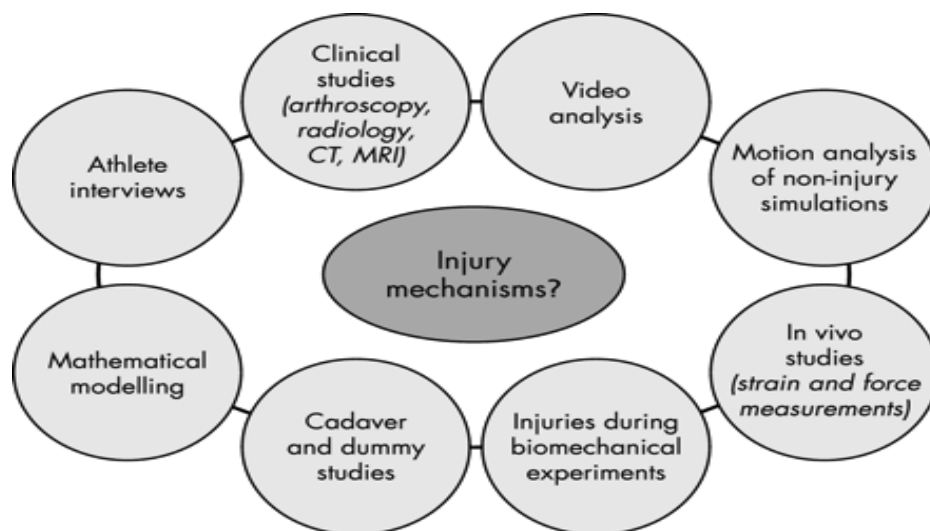 Clinical
studies
(arthroscopy,
radiology,
CT, MRI)
Video
analysis
Motion analysis
of non-injury
simulations
In vivo
studies
(strain and force
measurements)
Injuries during
biomechanical
experiments
Cadaver
and dummy
studies
Mathematical
modelling
Athlete
interviews
Injury
mechanisms?